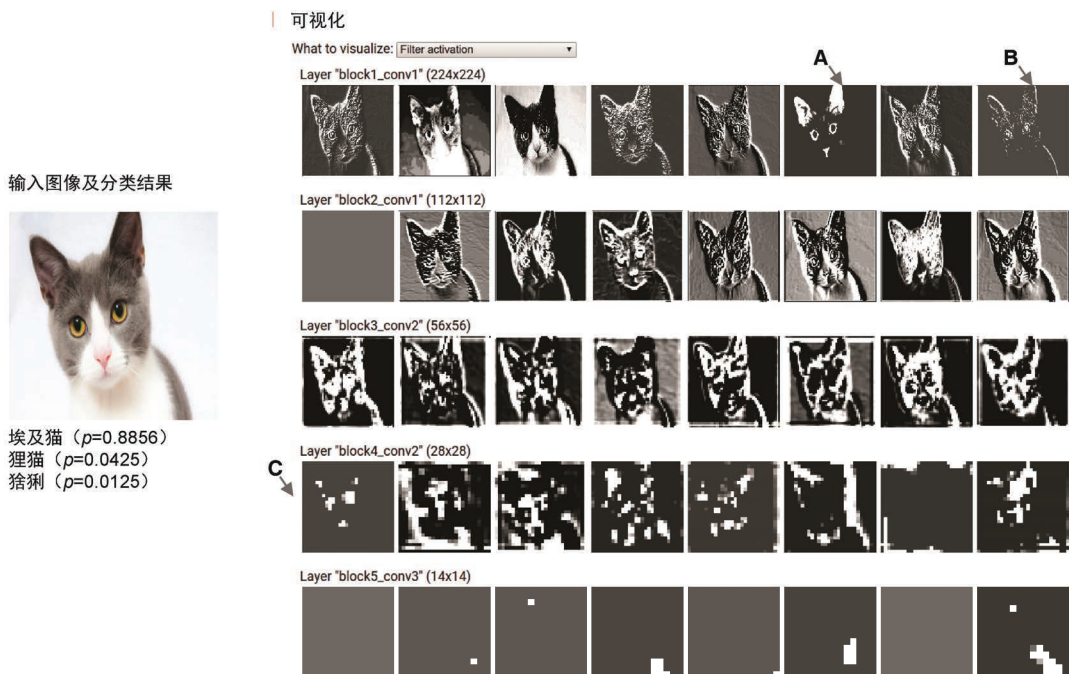 可视化
What to visualize: Filter activation
Layer "block1_conv1" (224x224)
A
B
输入图像及分类结果
Layer "block2_conv1" (112x112)
Layer "block3_conv2" (56x56)
埃及猫（p=0.8856）
狸猫（p=0.0425）
猞猁（p=0.0125）
Layer "block4_conv2" (28x28)
C
Layer "block5_conv3" (14x14)